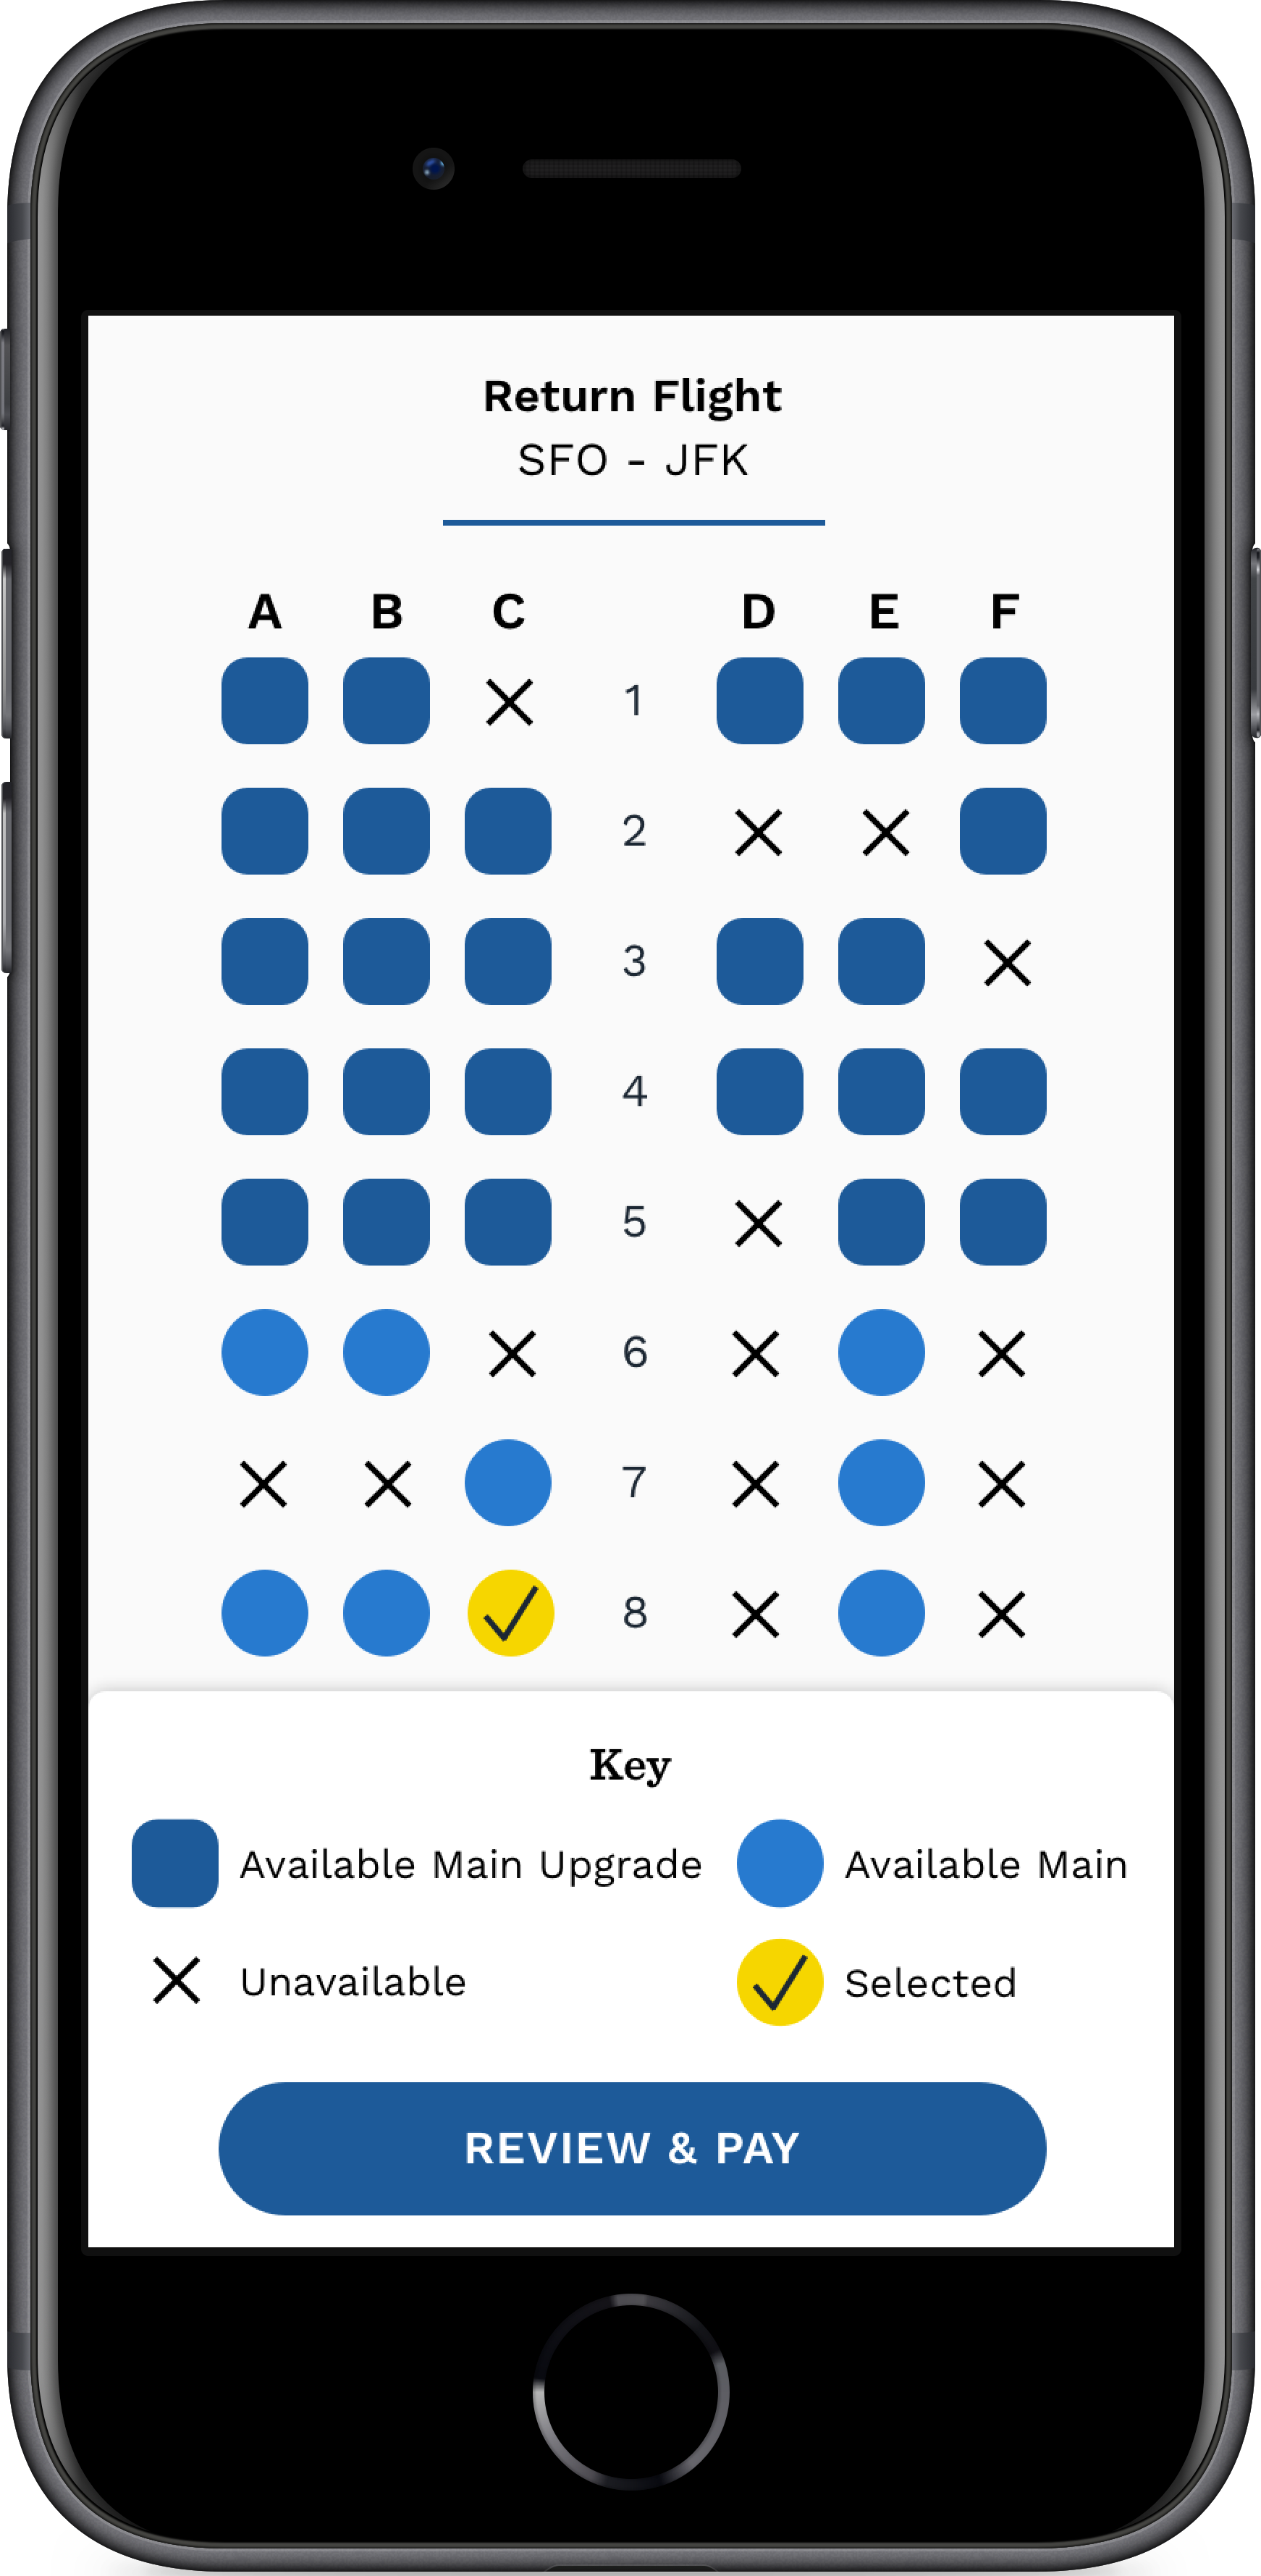 Return Flight
SFO - JFK
A B C D E F
1
2
3
4
5
6
7
8
Key
Available Main Upgrade Available Main
Unavailable Selected
REVIEW & PAY